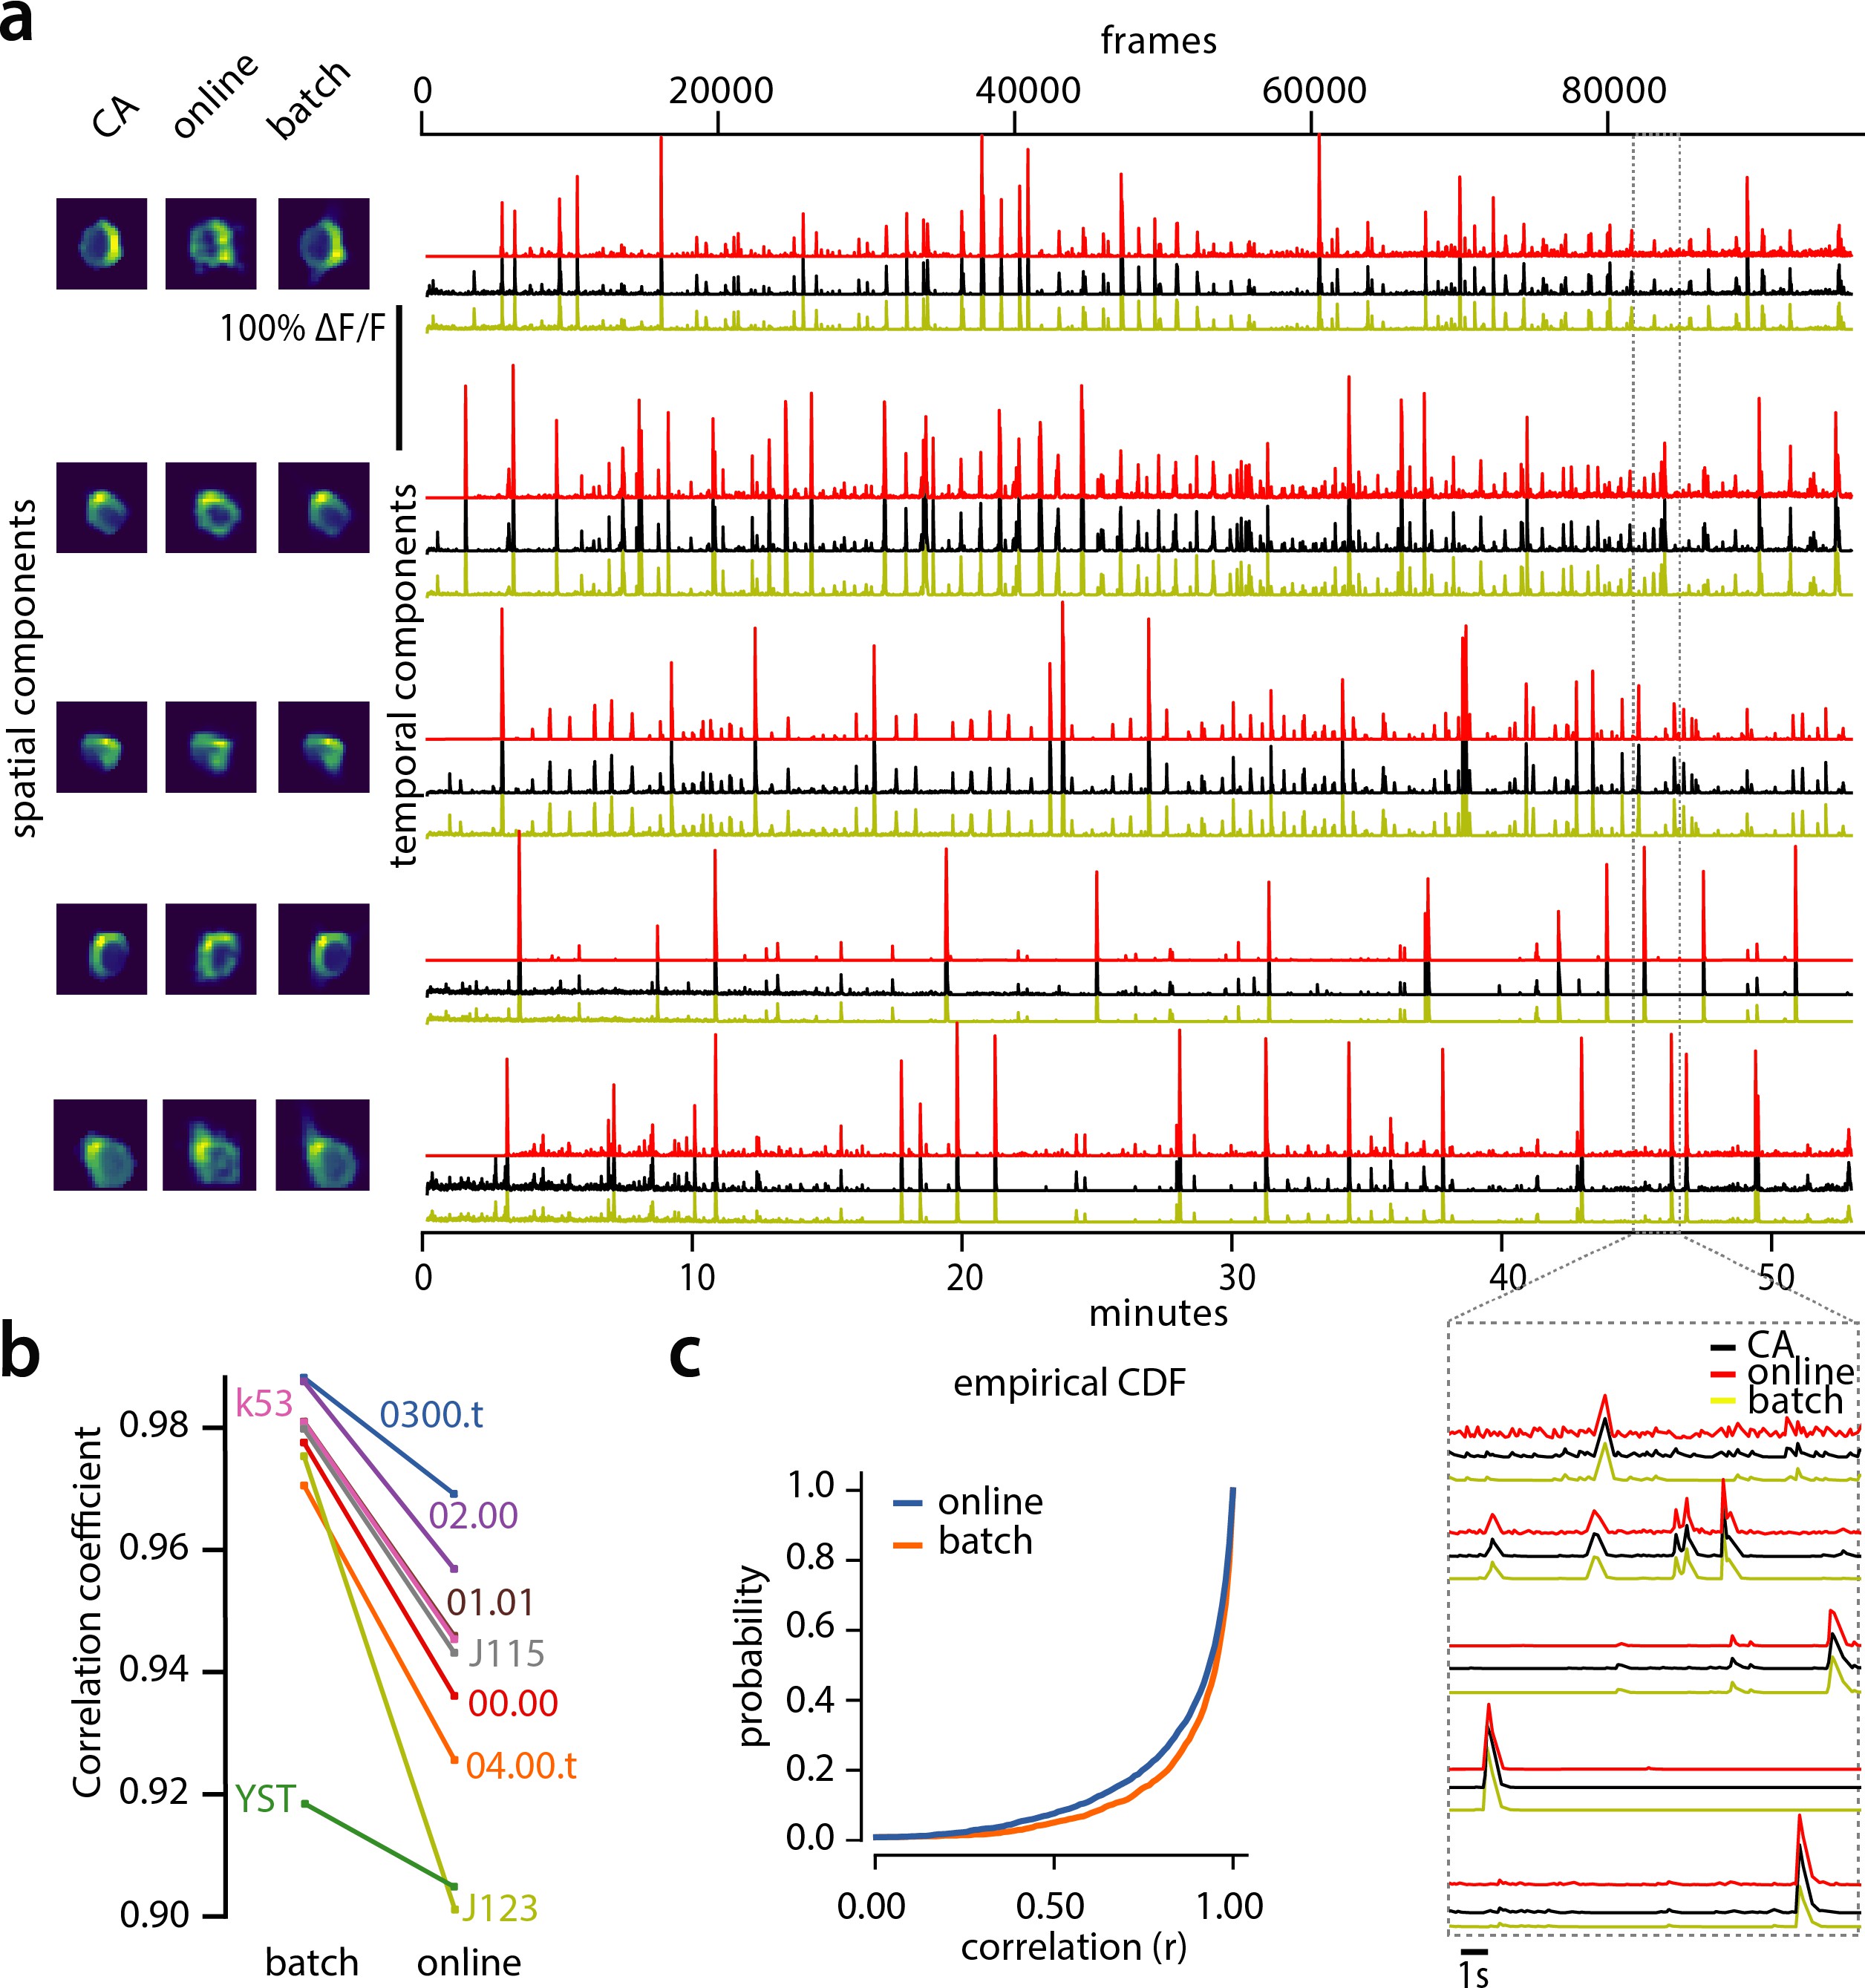 a
frames
CA online batch
0 20000 40000 60000 80000
100% ΔF/F
spatial components
temporal components
0 10 20 30 40 50
minutes
b
Correlation coefficient
0.98
0.96
0.94
0.92
0.90
k53
0300.t
02.00
01.01
J115
00.00
04.00.t
YST
J123
batch online
c
empirical CDF
online
batch
probability
1.0
0.8
0.6
0.4
0.2
0.0
0.00 0.50 1.00
correlation (r)
CA
online
batch
1s